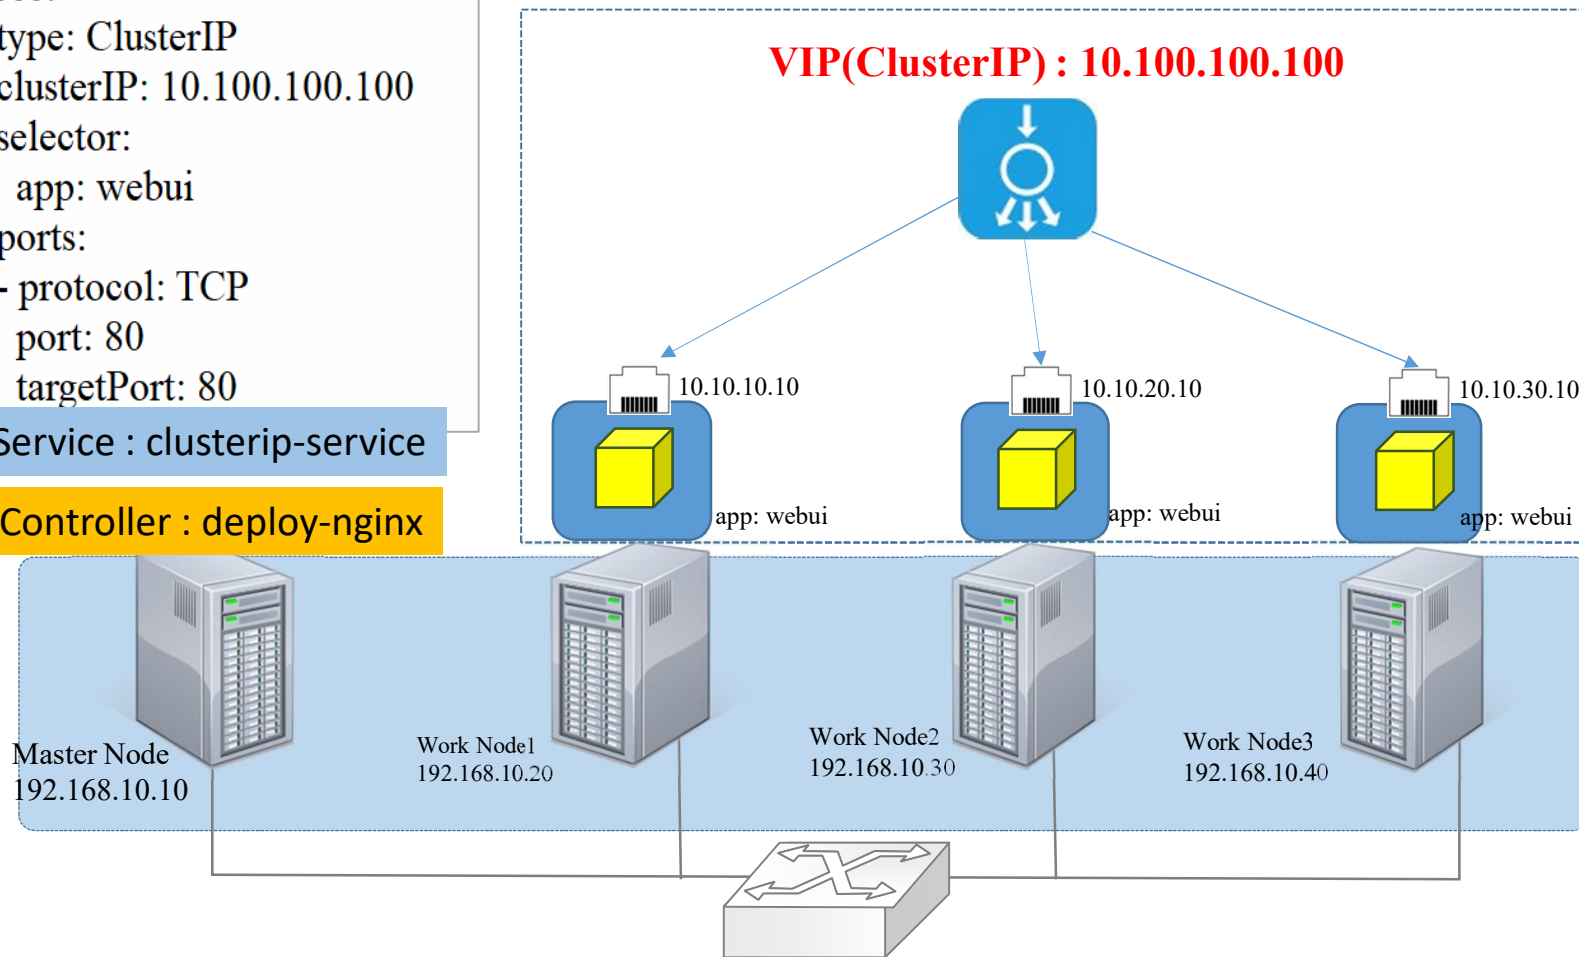 type: ClusterIP
clusterIP: 10.100.100.100
selector:
app: webui
ports:
- protocol: TCP
port: 80
targetPort: 80
Service : clusterip-service
Controller : deploy-nginx
VIP(ClusterIP) : 10.100.100.100
10.10.10.10
10.10.20.10
10.10.30.10
app: webui
app: webui
app: webui
Master Node
192.168.10.10
Work Node1
192.168.10.20
Work Node2
192.168.10.30
Work Node3
192.168.10.40